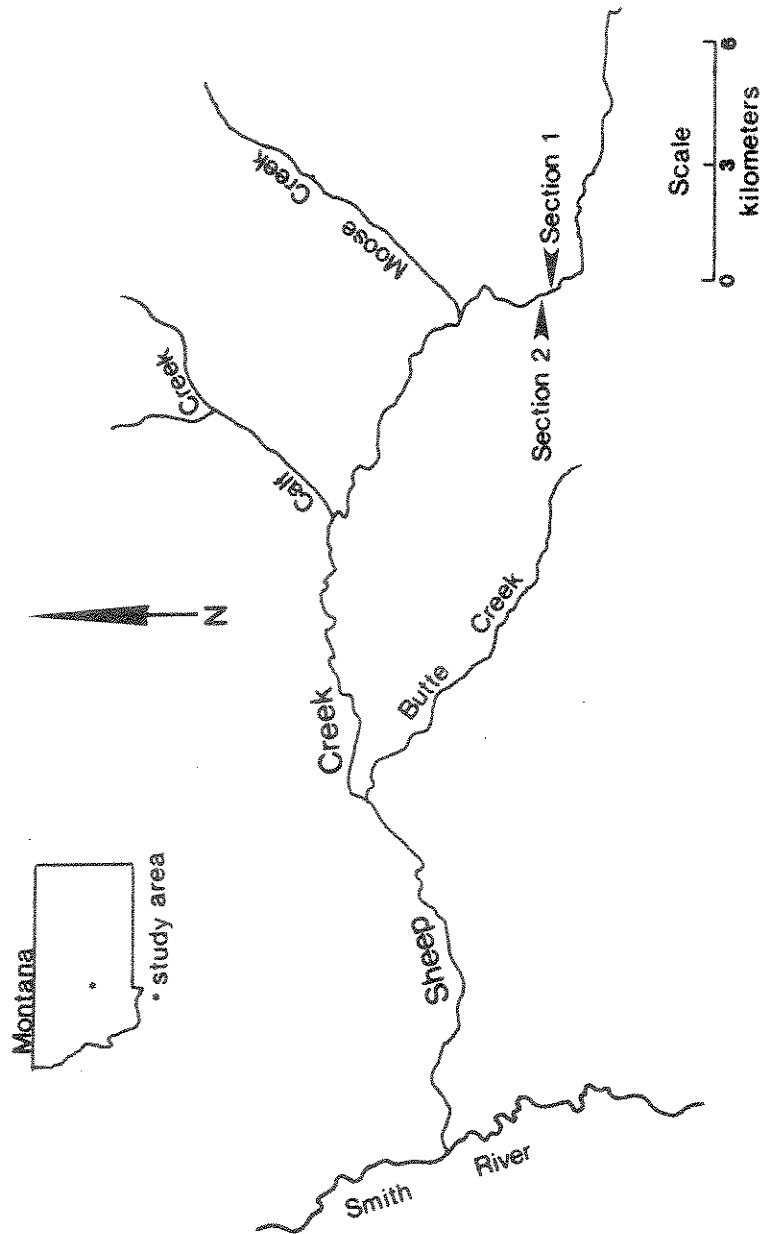 Montana
* study area
N
Creek
Creek
Calf
Creek
Moose
Creek
Sheep
Butte
Creek
Smith
River
Section 2
Section 1
Scale
0 3 6
kilometers